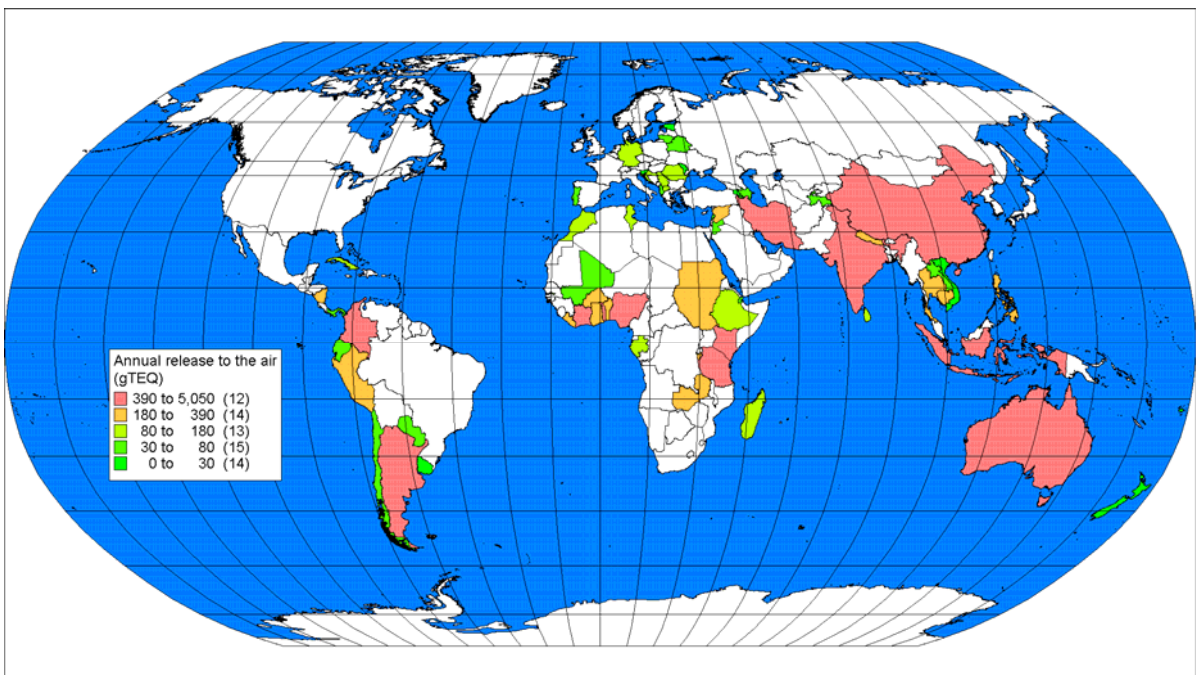 Annual release to the air
(gTEQ)
390 to 5,050 (12)
180 to 390 (14)
80 to 180 (13)
30 to 80 (15)
0 to 30 (14)